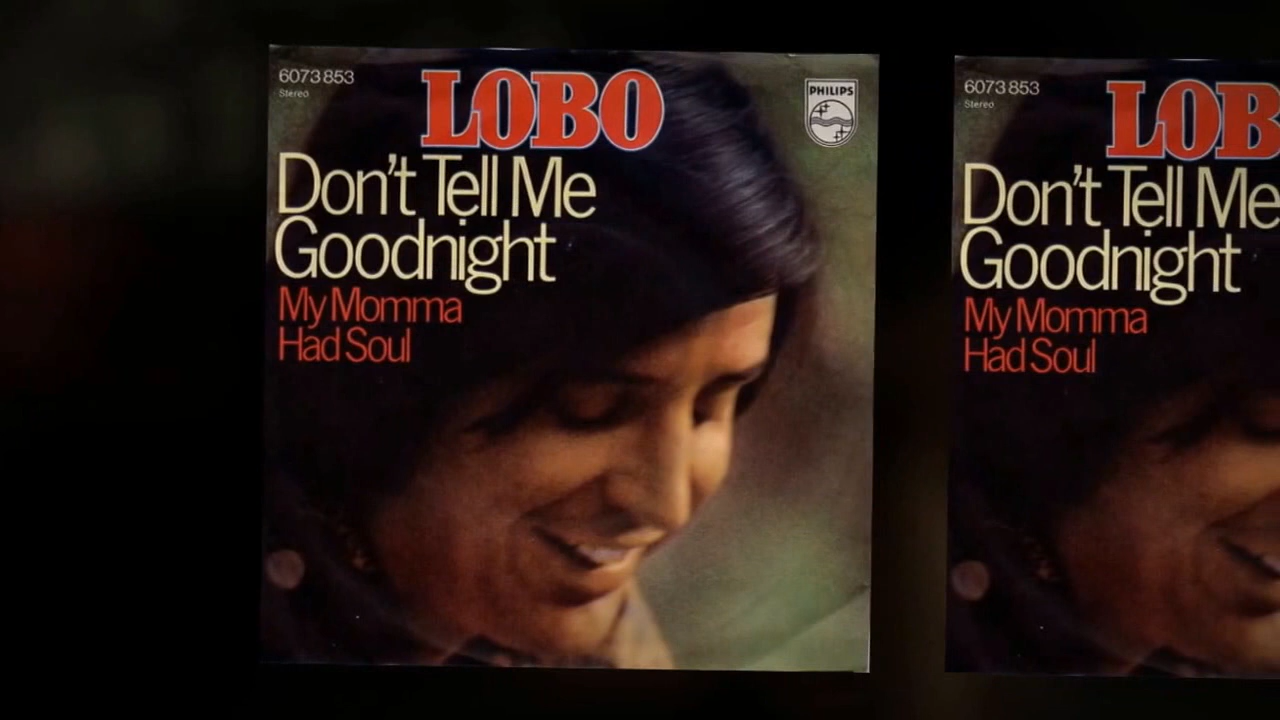 6073 853
Stereo
LOBO
PHILIPS
Don't Tell Me
Goodnight
My Momma
Had Soul
6073 853
Stereo
LOB
Don't Tell Me
Goodnight
My Momma
Had Soul